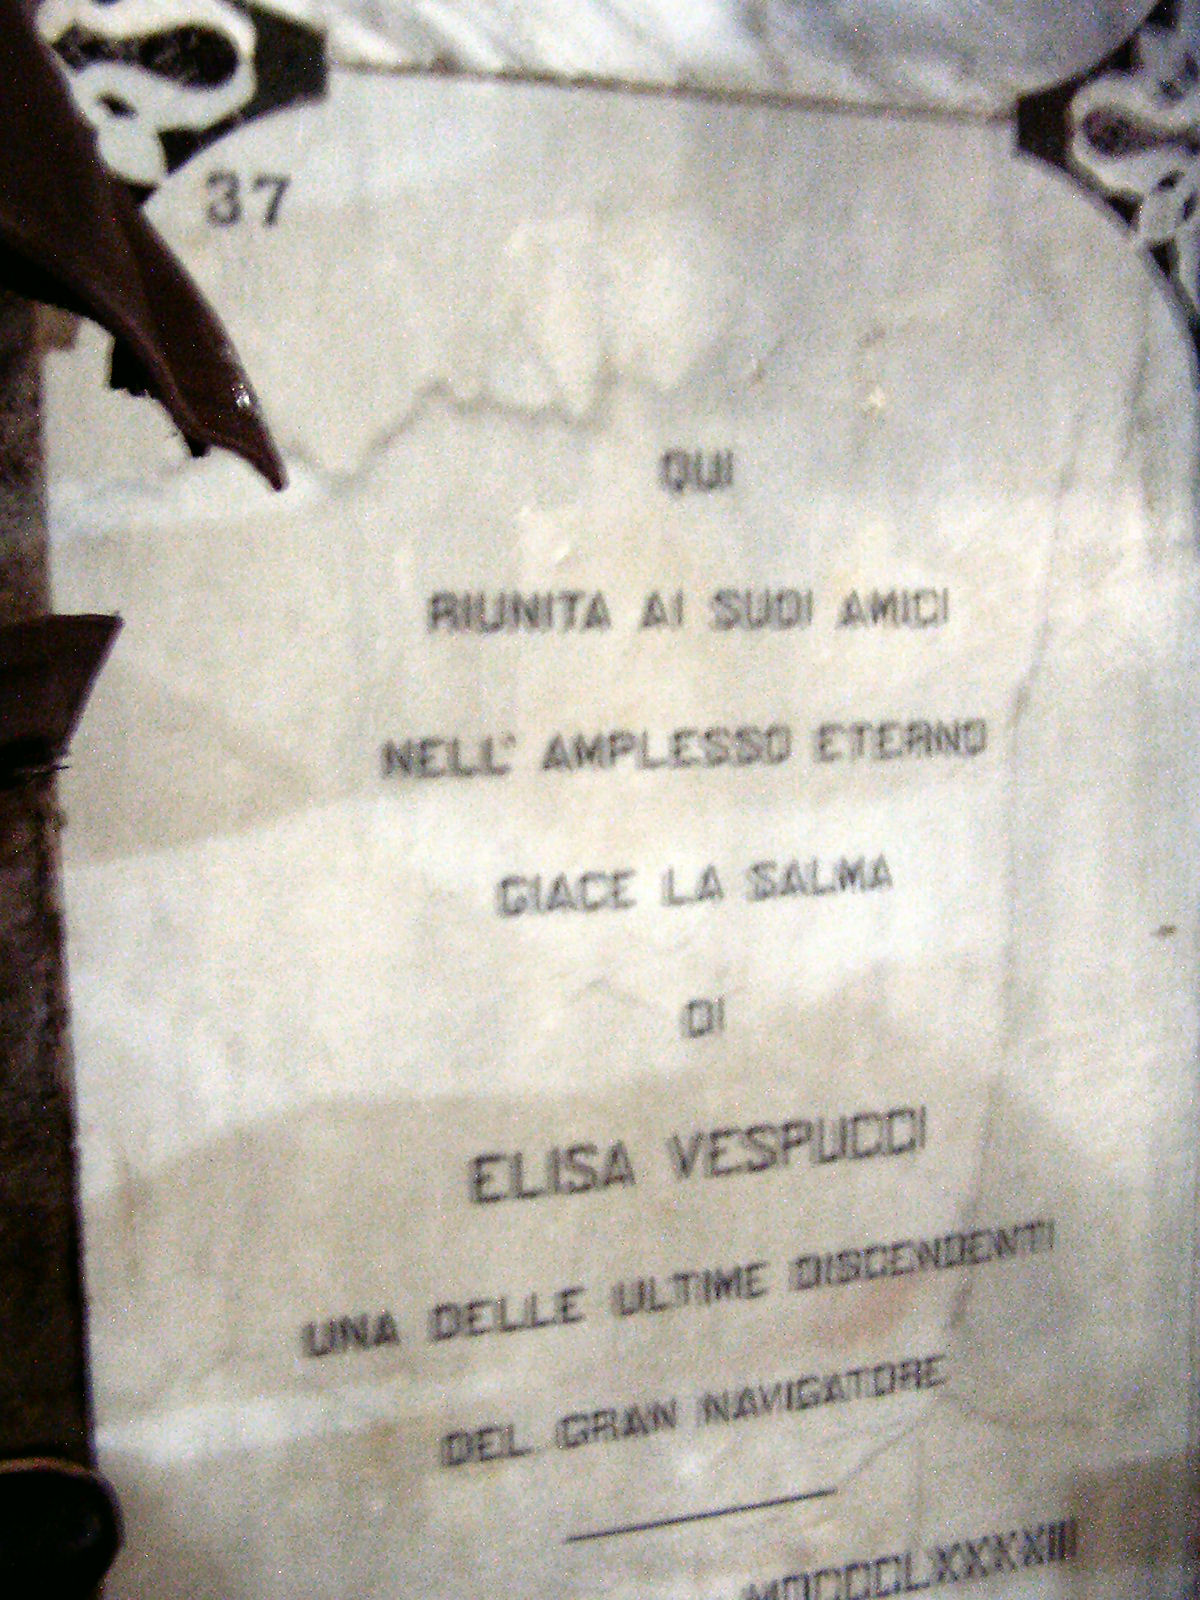 37
QUI
RIUNITA AI SUOI AMICI
NELL' AMPLESSO ETERNO
GIACE LA SALMA
DI
ELISA VESPUCCI
UNA DELLE ULTIME DISCENDENTI
DEL GRAN NAVIGATORE
MDCCCLXXXXIII